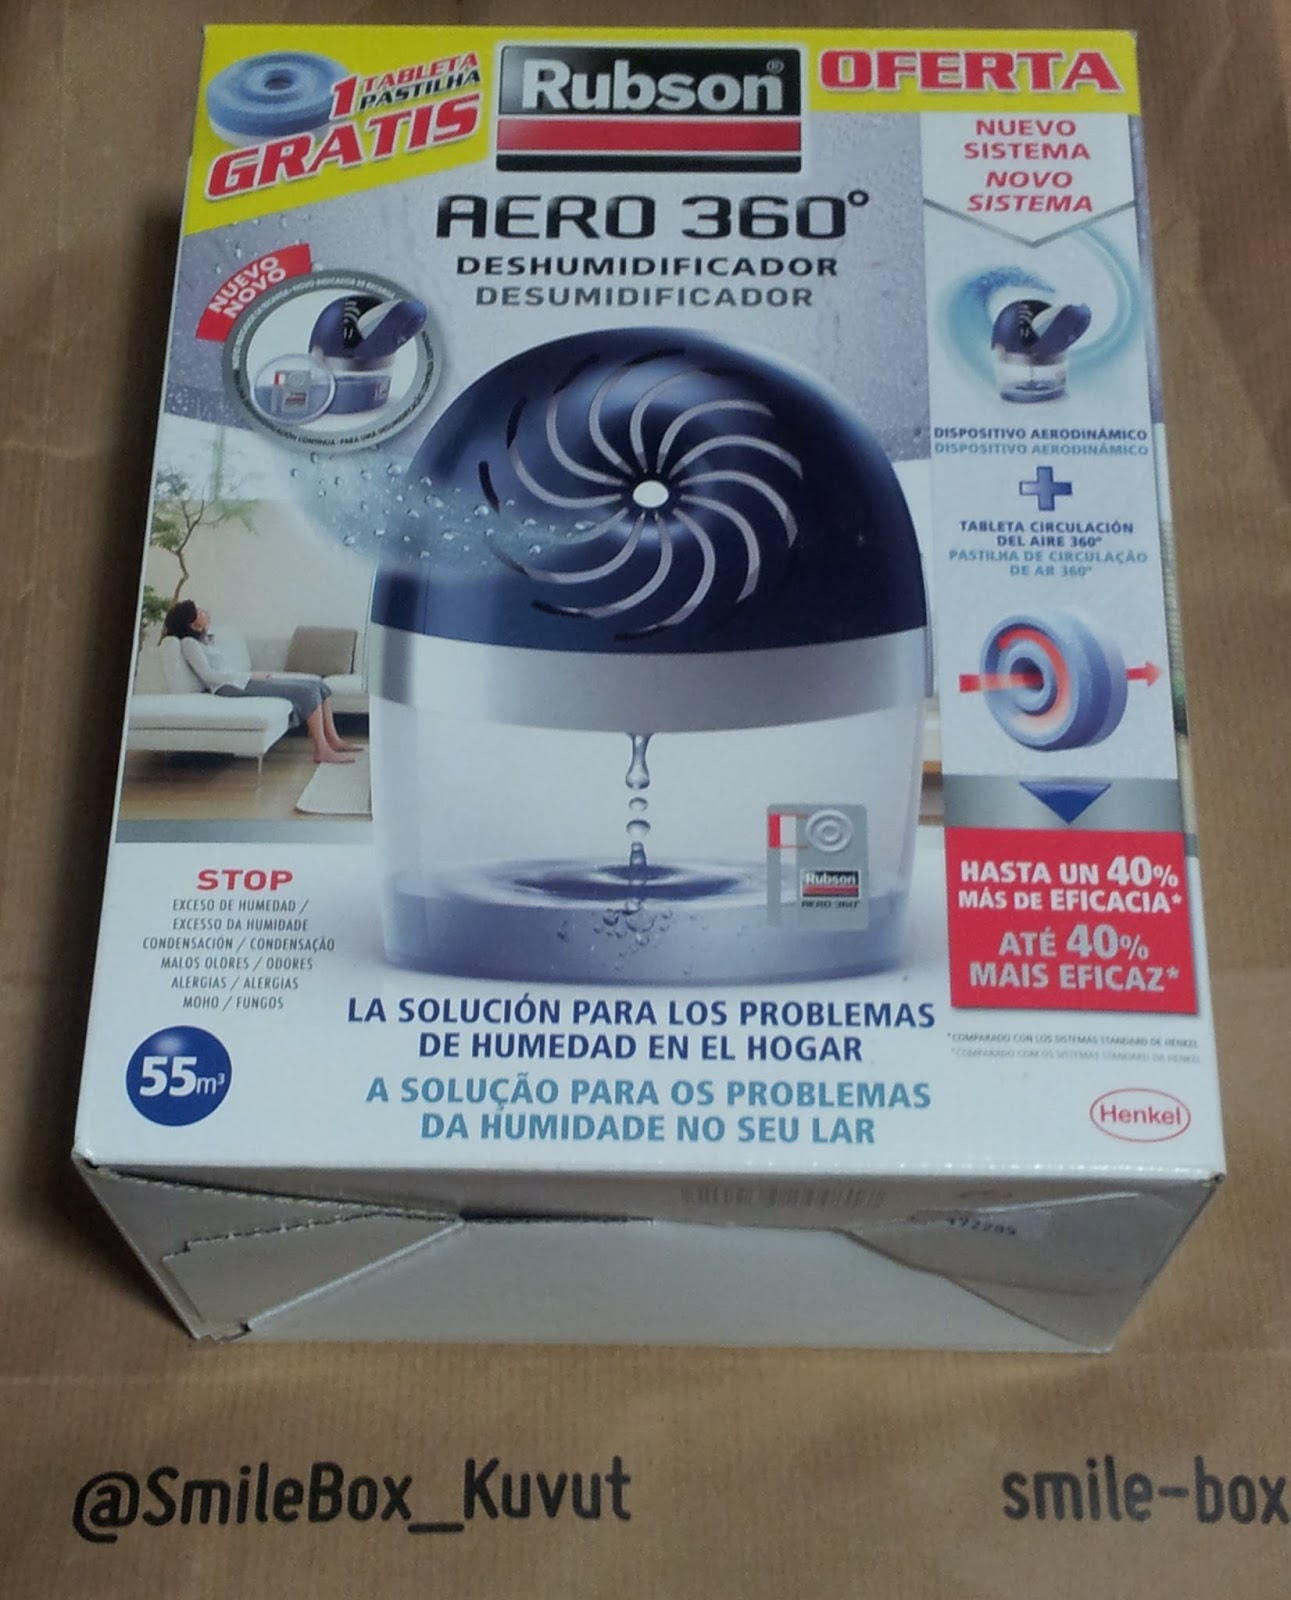 1 TABLETA
PASTILHA
GRATIS
Rubson®
OFERTA
NUEVO
SISTEMA
NOVO
SISTEMA
AERO 360°
DESHUMIDIFICADOR
DESUMIDIFICADOR
NUEVO
NOVO
DISPOSITIVO AERODINÁMICO
DISPOSITIVO AERODINÂMICO
TABLETA CIRCULACIÓN
DEL AIRE 360°
PASTILHA DE CIRCULAÇÃO
DE AR 360°
HASTA UN 40%
MÁS DE EFICACIA*
ATÉ 40%
MAIS EFICAZ*
*COMPARADO CON LOS SISTEMAS STANDARD DE HENKEL
*COMPARADO COM OS SISTEMAS STANDARD DA HENKEL
Rubson
AERO 360°
STOP
EXCESO DE HUMEDAD /
EXCESSO DA HUMIDADE
CONDENSACIÓN / CONDENSAÇÃO
MALOS OLORES / ODORES
ALERGIAS / ALERGIAS
MOHO / FUNGOS
55m³
LA SOLUCIÓN PARA LOS PROBLEMAS
DE HUMEDAD EN EL HOGAR
A SOLUÇÃO PARA OS PROBLEMAS
DA HUMIDADE NO SEU LAR
Henkel
@SmileBox_Kuvut
smile-box